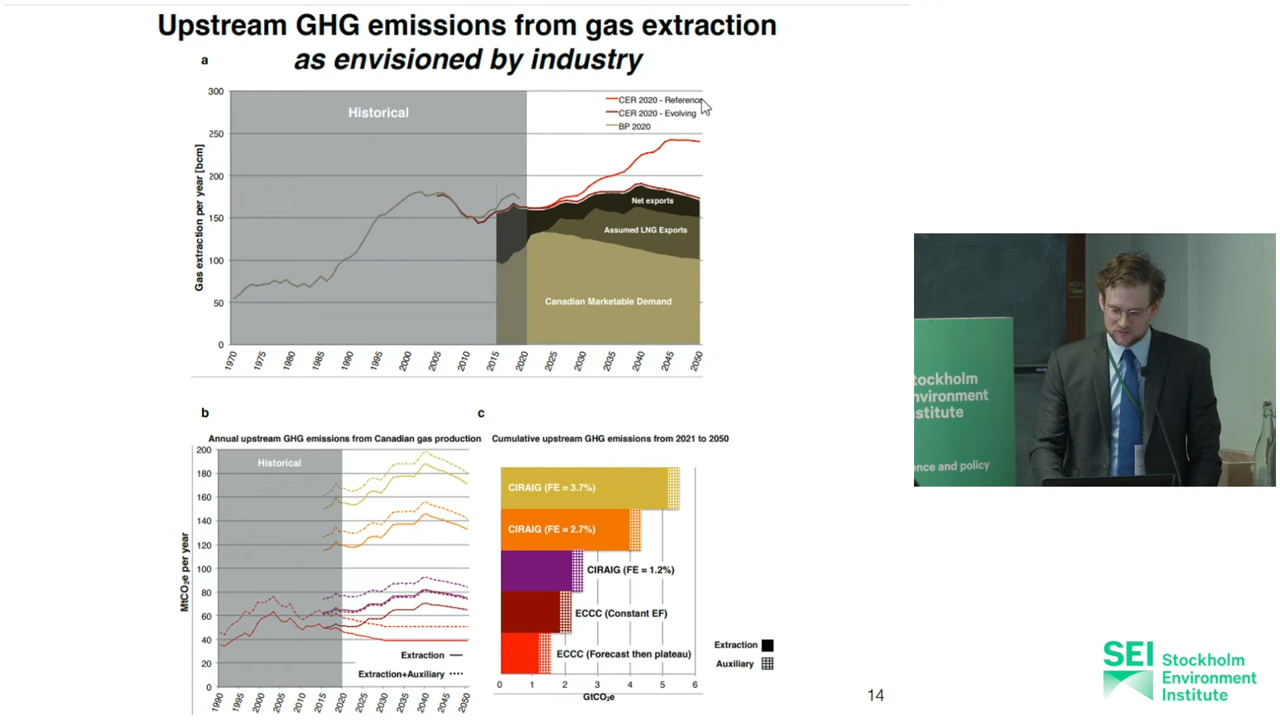 Upstream GHG emissions from gas extraction
as envisioned by industry
a
Gas extraction per year [bcm]
300
250
200
150
100
50
0
Historical
CER 2020 - Reference
CER 2020 - Evolving
BP 2020
Net exports
Assumed LNG Exports
Canadian Marketable Demand
1970
1975
1980
1985
1990
1995
2000
2005
2010
2015
2020
2025
2030
2035
2040
2045
2050
b
Annual upstream GHG emissions from Canadian gas production
MtCO2e per year
200
180
160
140
120
100
80
60
40
20
0
Historical
Extraction
Extraction+Auxiliary
1990
1995
2000
2005
2010
2015
2020
2025
2030
2035
2040
2045
2050
c
Cumulative upstream GHG emissions from 2021 to 2050
CIRAIG (FE = 3.7%)
CIRAIG (FE = 2.7%)
CIRAIG (FE = 1.2%)
ECCC (Constant EF)
ECCC (Forecast then plateau)
0 1 2 3 4 5 6
GtCO2e
Extraction
Auxiliary
14
tockholm
nvironment
stitute
ence and policy
SEI Stockholm
Environment
Institute